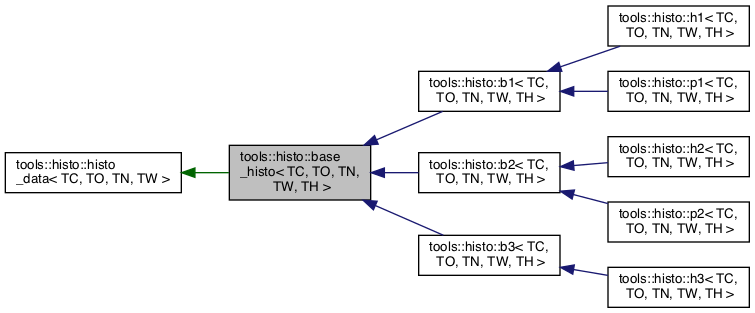 tools::histo::histo
_data< TC, TO, TN, TW >
tools::histo::base
_histo< TC, TO, TN,
TW, TH >
tools::histo::b1< TC,
TO, TN, TW, TH >
tools::histo::b2< TC,
TO, TN, TW, TH >
tools::histo::b3< TC,
TO, TN, TW, TH >
tools::histo::h1< TC,
TO, TN, TW, TH >
tools::histo::p1< TC,
TO, TN, TW, TH >
tools::histo::h2< TC,
TO, TN, TW, TH >
tools::histo::p2< TC,
TO, TN, TW, TH >
tools::histo::h3< TC,
TO, TN, TW, TH >